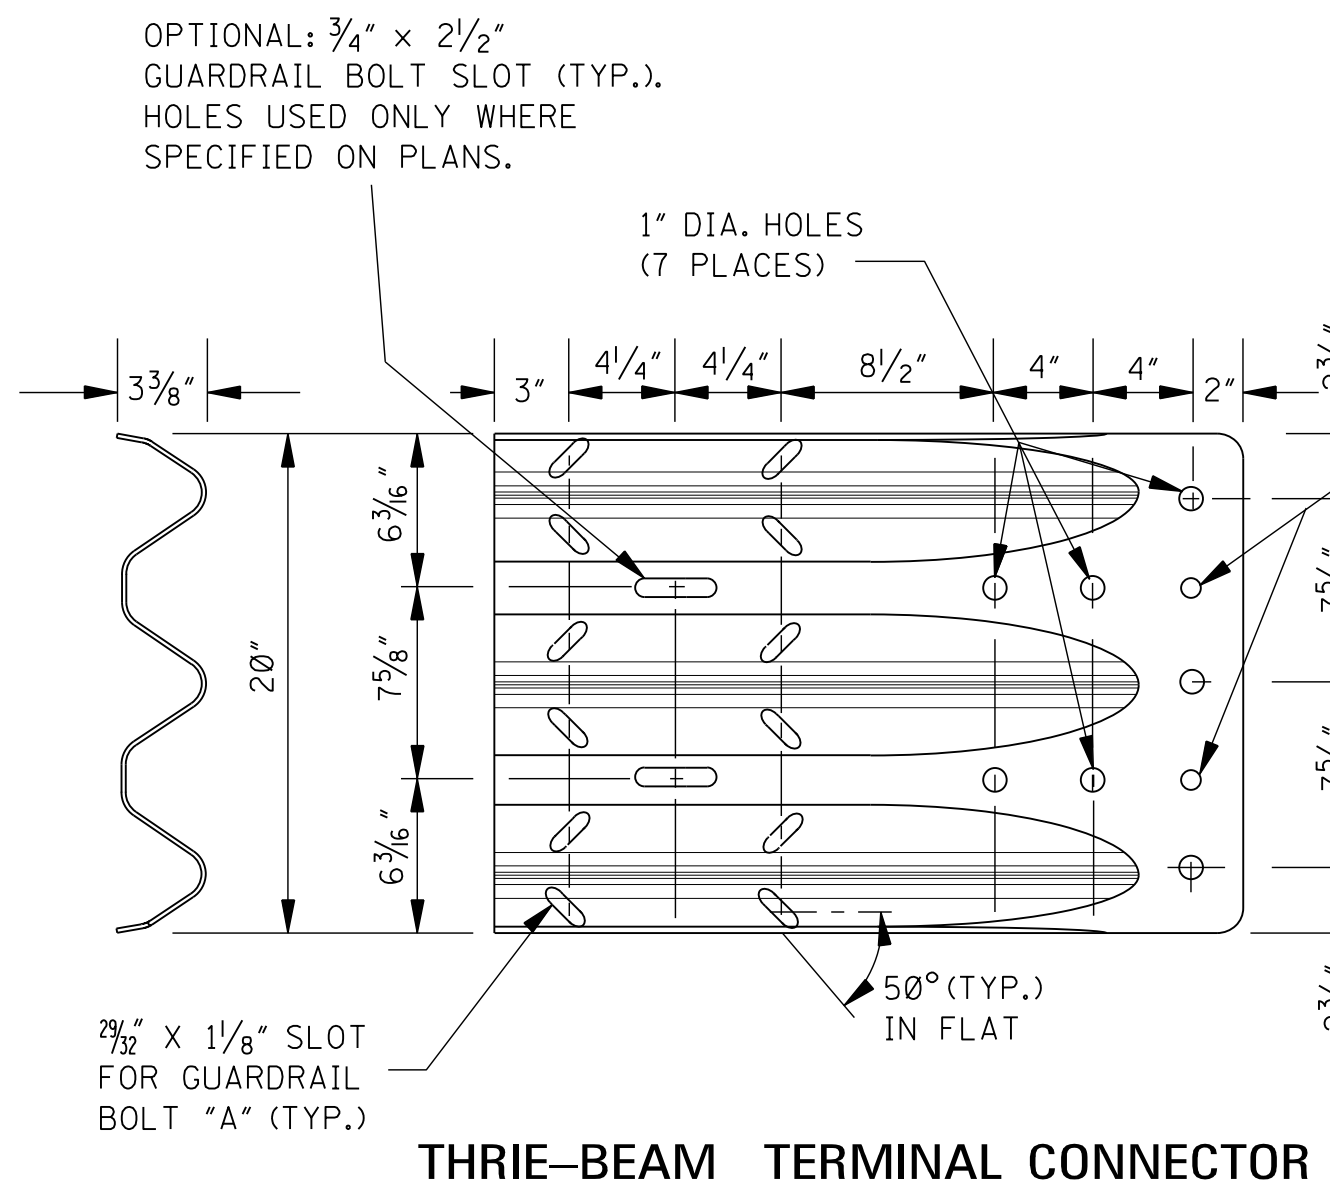 OPTIONAL: 3/4" x 2 1/2"
GUARDRAIL BOLT SLOT (TYP.).
HOLES USED ONLY WHERE
SPECIFIED ON PLANS.
1" DIA. HOLES
(7 PLACES)
3 3/8"
3"
4 1/4"
4 1/4"
8 1/2"
4"
4"
2"
6 3/16"
20"
7 5/8"
6 3/16"
50° (TYP.)
IN FLAT
29/32" X 1 1/8" SLOT
FOR GUARDRAIL
BOLT "A" (TYP.)
THRIE-BEAM TERMINAL CONNECTOR